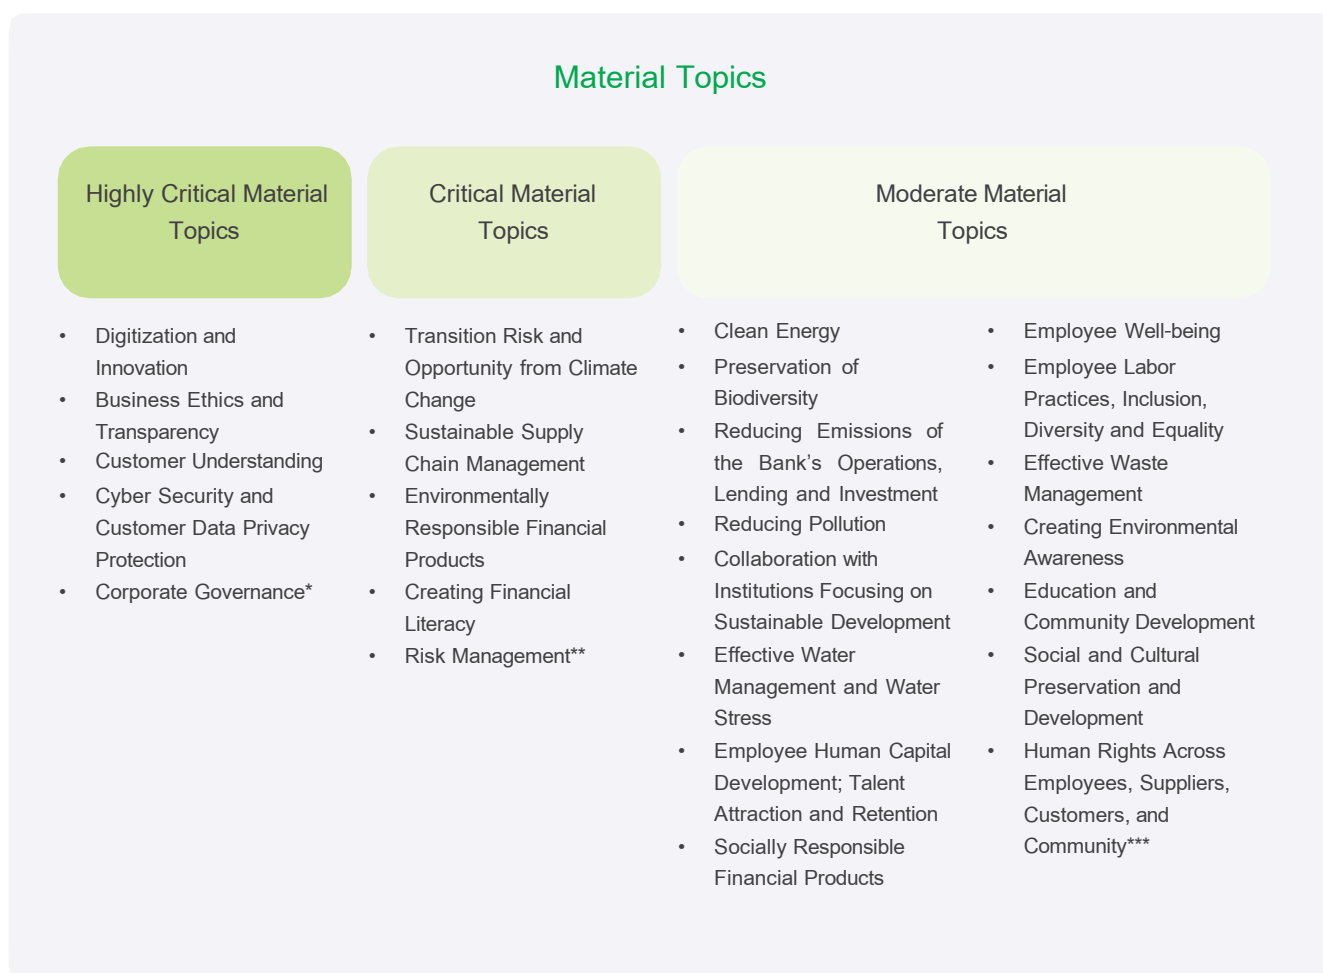 Material Topics
Highly Critical Material
Topics
• Digitization and
Innovation
• Business Ethics and
Transparency
• Customer Understanding
• Cyber Security and
Customer Data Privacy
Protection
• Corporate Governance*
Critical Material
Topics
• Transition Risk and
Opportunity from Climate
Change
• Sustainable Supply
Chain Management
• Environmentally
Responsible Financial
Products
• Creating Financial
Literacy
• Risk Management**
Moderate Material
Topics
• Clean Energy
• Preservation of
Biodiversity
• Reducing Emissions of
the Bank’s Operations,
Lending and Investment
• Reducing Pollution
• Collaboration with
Institutions Focusing on
Sustainable Development
• Effective Water
Management and Water
Stress
• Employee Human Capital
Development; Talent
Attraction and Retention
• Socially Responsible
Financial Products
• Employee Well-being
• Employee Labor
Practices, Inclusion,
Diversity and Equality
• Effective Waste
Management
• Creating Environmental
Awareness
• Education and
Community Development
• Social and Cultural
Preservation and
Development
• Human Rights Across
Employees, Suppliers,
Customers, and
Community***